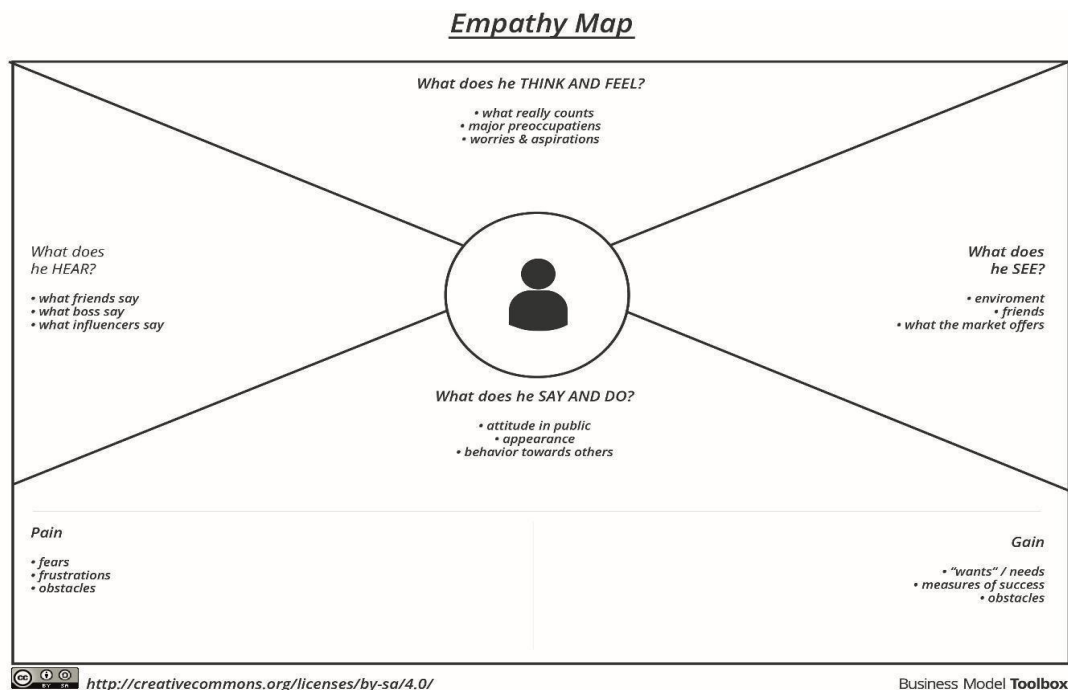 Empathy Map
What does he THINK AND FEEL?
• what really counts
• major preoccupatiens
• worries & aspirations
What does
he HEAR?
• what friends say
• what boss say
• what influencers say
What does
he SEE?
• enviroment
• friends
• what the market offers
What does he SAY AND DO?
• attitude in public
• appearance
• behavior towards others
Pain
• fears
• frustrations
• obstacles
Gain
• “wants” / needs
• measures of success
• obstacles
cc BY SA
http://creativecommons.org/licenses/by-sa/4.0/
Business Model Toolbox